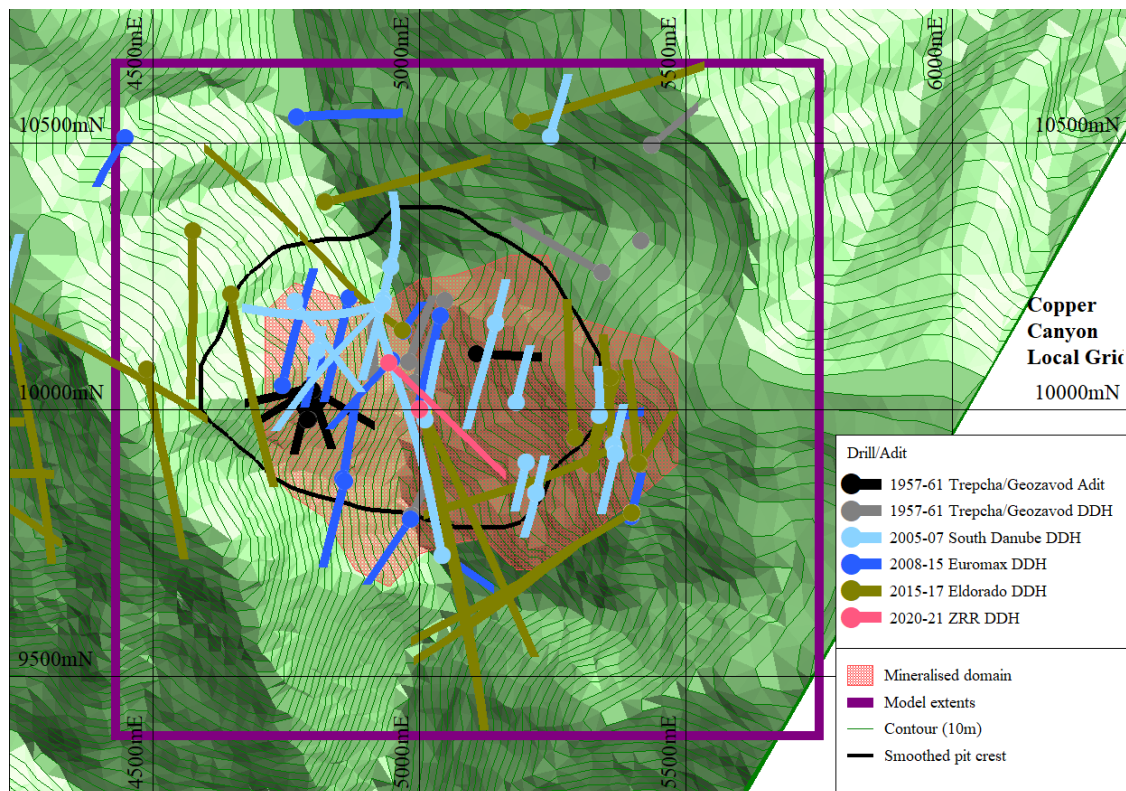 4500mE
5000mE
5500mE
6000mE
10500mN
10500mN
Copper
Canyon
Local Grid
10000mN
10000mN
Drill/Adit
1957-61 Trepcha/Geozavod Adit
1957-61 Trepcha/Geozavod DDH
2005-07 South Danube DDH
2008-15 Euromax DDH
2015-17 Eldorado DDH
2020-21 ZRR DDH
9500mN
Mineralised domain
Model extents
Contour (10m)
Smoothed pit crest
4500mE
5000mE
5500mE